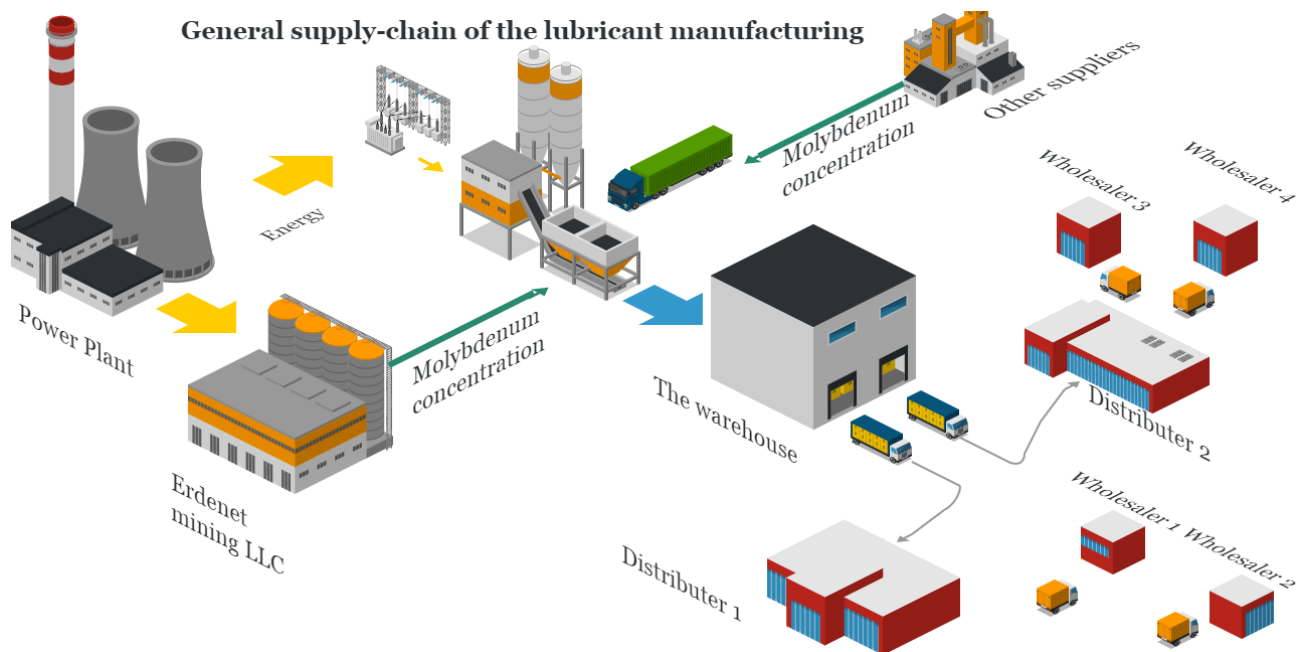 General supply-chain of the lubricant manufacturing
Other suppliers
Molybdenum
concentration
Wholesaler 3
Wholesaler 4
Energy
Power Plant
Molybdenum
concentration
The warehouse
Distributer 2
Erdenet
mining LLC
Wholesaler 1
Wholesaler 2
Distributer 1